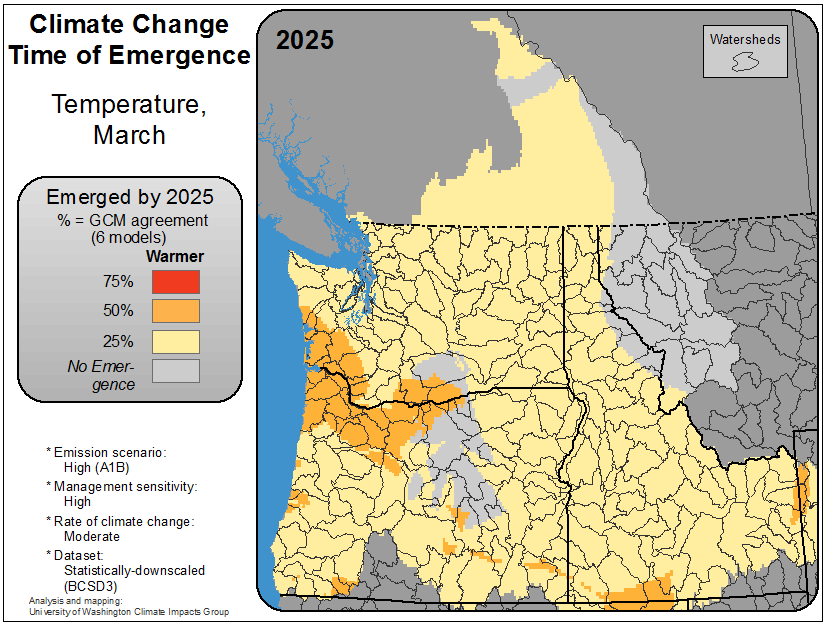 Climate Change
Time of Emergence
Temperature,
March
Emerged by 2025
% = GCM agreement
(6 models)
Warmer
75%
50%
25%
No Emer-
gence
* Emission scenario:
High (A1B)
* Management sensitivity:
High
* Rate of climate change:
Moderate
* Dataset:
Statistically-downscaled
(BCSD3)
Analysis and mapping:
University of Washington Climate Impacts Group
2025
Watersheds